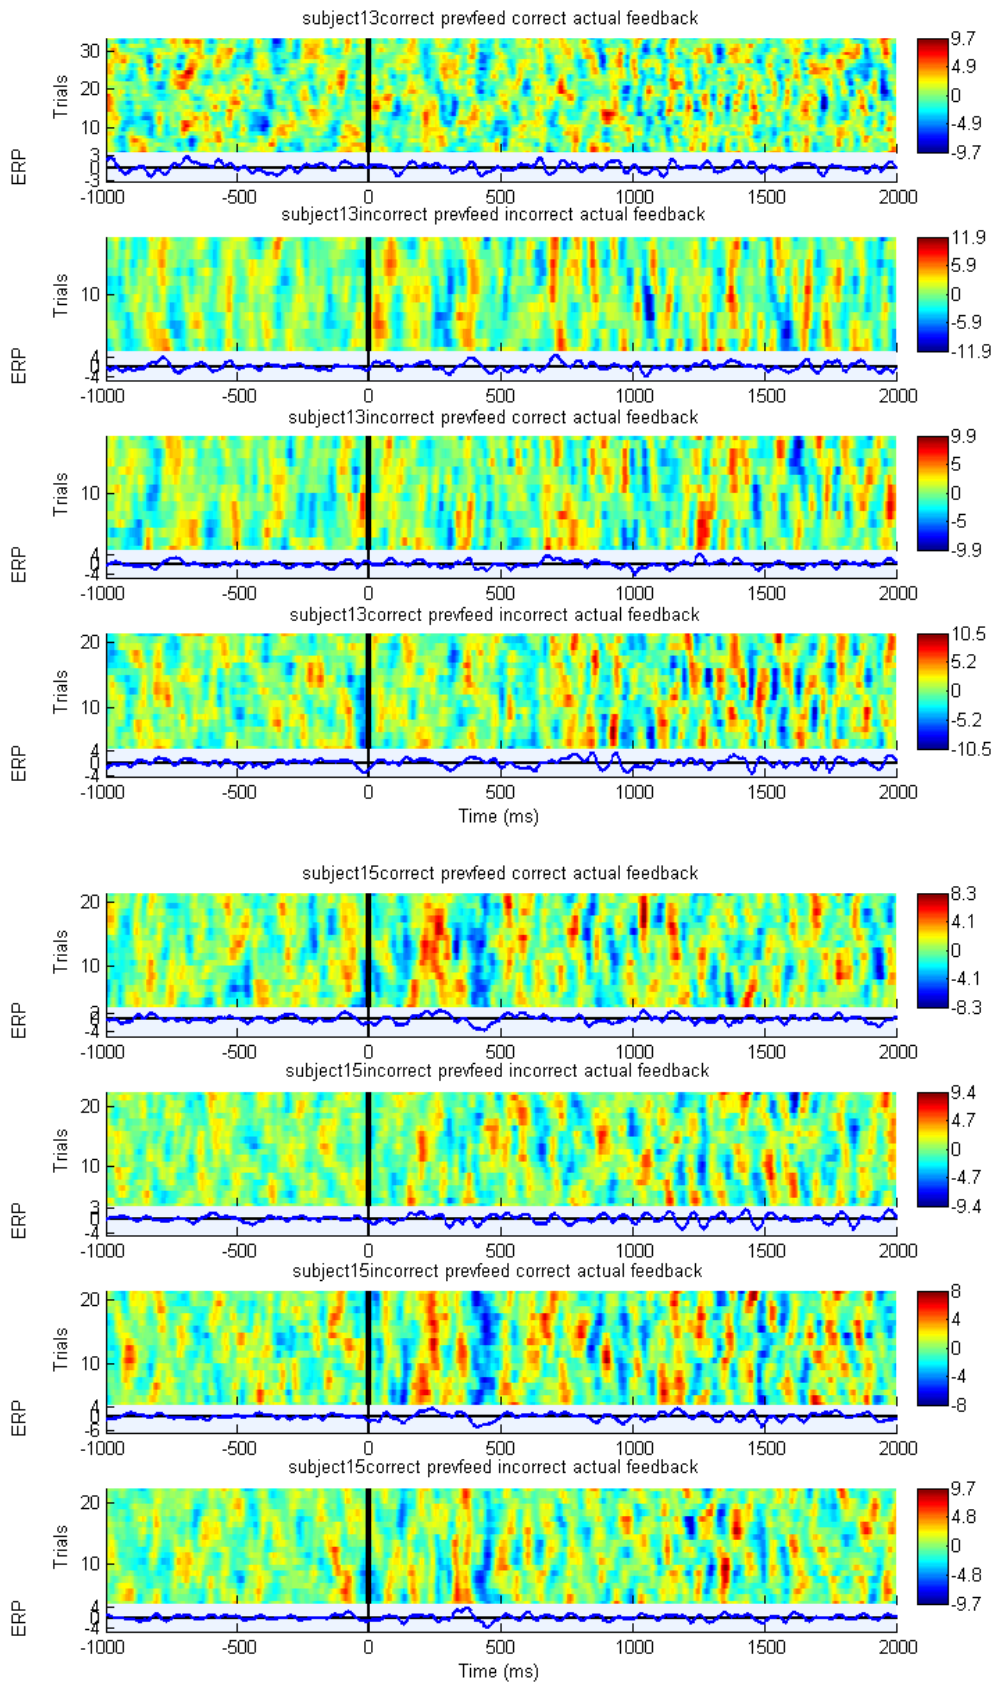 subject13correct prevfeed correct actual feedback
Trials
30
20
10
9.7
4.9
0
-4.9
-9.7
ERP
3
0
-3
-1000 -500 0 500 1000 1500 2000
subject13incorrect prevfeed incorrect actual feedback
Trials
10
11.9
5.9
0
-5.9
-11.9
ERP
4
0
-4
-1000 -500 0 500 1000 1500 2000
subject13incorrect prevfeed correct actual feedback
Trials
10
9.9
5
0
-5
-9.9
ERP
4
0
-4
-1000 -500 0 500 1000 1500 2000
subject13correct prevfeed incorrect actual feedback
Trials
20
10
10.5
5.2
0
-5.2
-10.5
ERP
4
0
-4
-1000 -500 0 500 1000 1500 2000
Time (ms)
subject15correct prevfeed correct actual feedback
Trials
20
10
8.3
4.1
0
-4.1
-8.3
ERP
-4
-1000 -500 0 500 1000 1500 2000
subject15incorrect prevfeed incorrect actual feedback
Trials
20
10
9.4
4.7
0
-4.7
-9.4
ERP
3
0
-4
-1000 -500 0 500 1000 1500 2000
subject15incorrect prevfeed correct actual feedback
Trials
20
10
8
4
0
-4
-8
ERP
4
0
-6
-1000 -500 0 500 1000 1500 2000
subject15correct prevfeed incorrect actual feedback
Trials
20
10
9.7
4.8
0
-4.8
-9.7
ERP
4
0
-4
-1000 -500 0 500 1000 1500 2000
Time (ms)